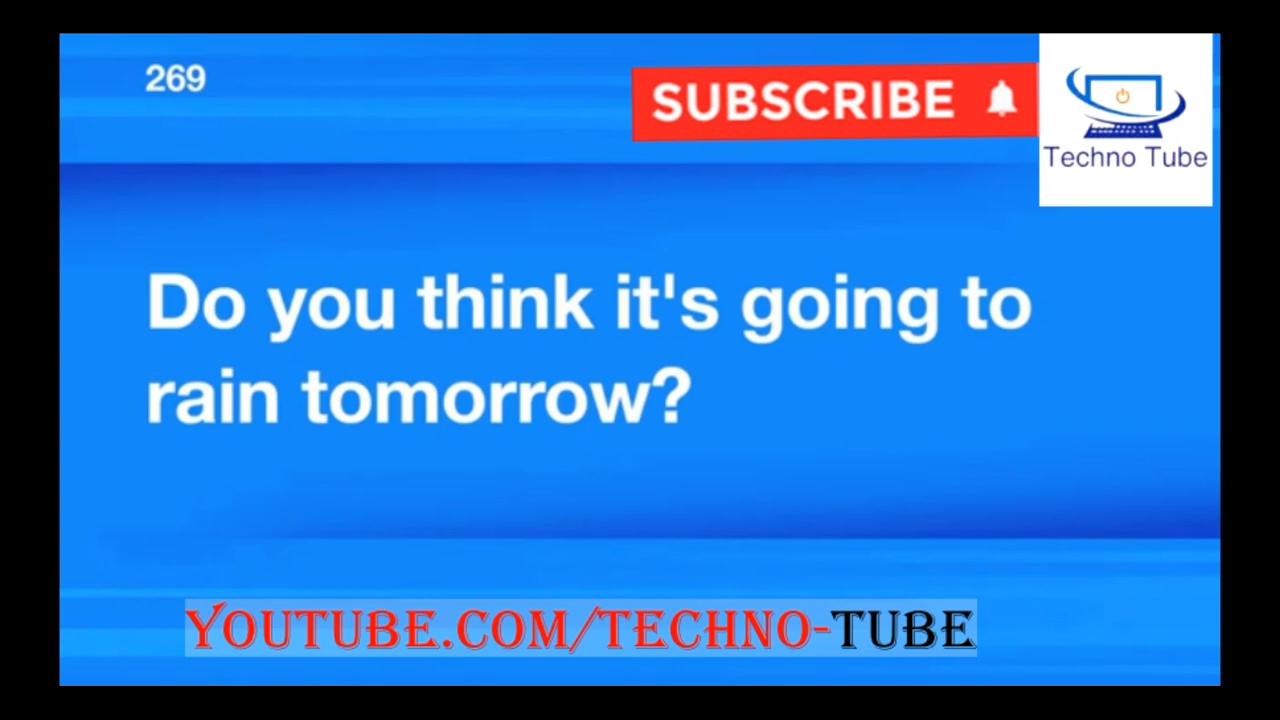 269
SUBSCRIBE
Techno Tube
Do you think it's going to
rain tomorrow?
YOUTUBE.COM/TECHNO-TUBE